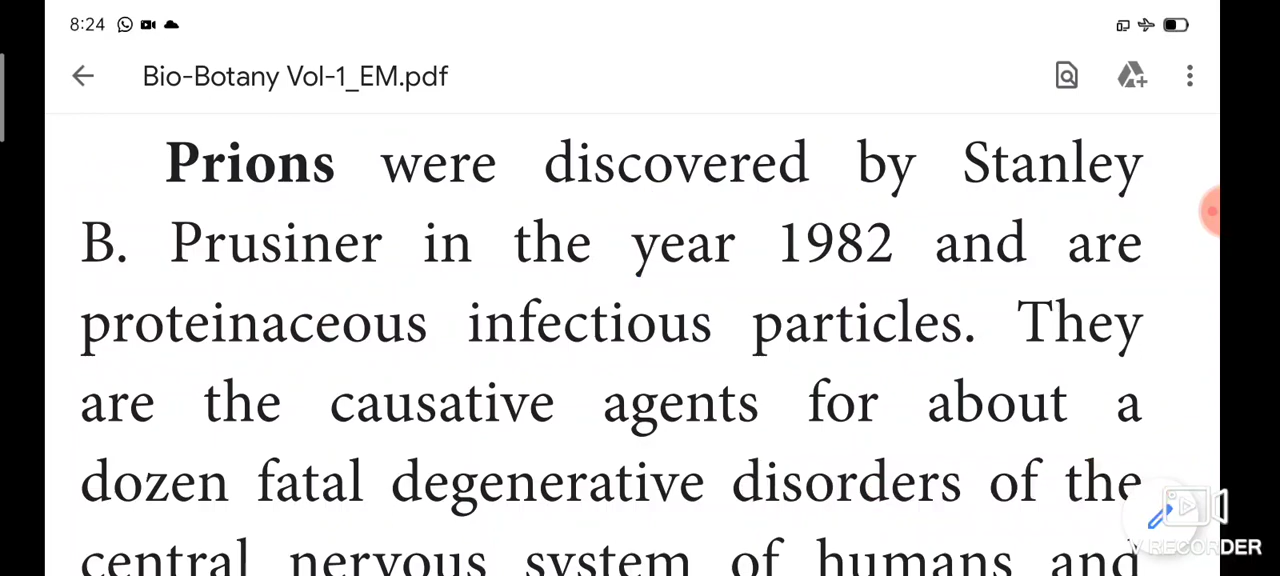 8:24
Bio-Botany Vol-1_EM.pdf
Prions were discovered by Stanley
B. Prusiner in the year 1982 and are
proteinaceous infectious particles. They
are the causative agents for about a
dozen fatal degenerative disorders of the
central nervous system of humans and
V RECORDER